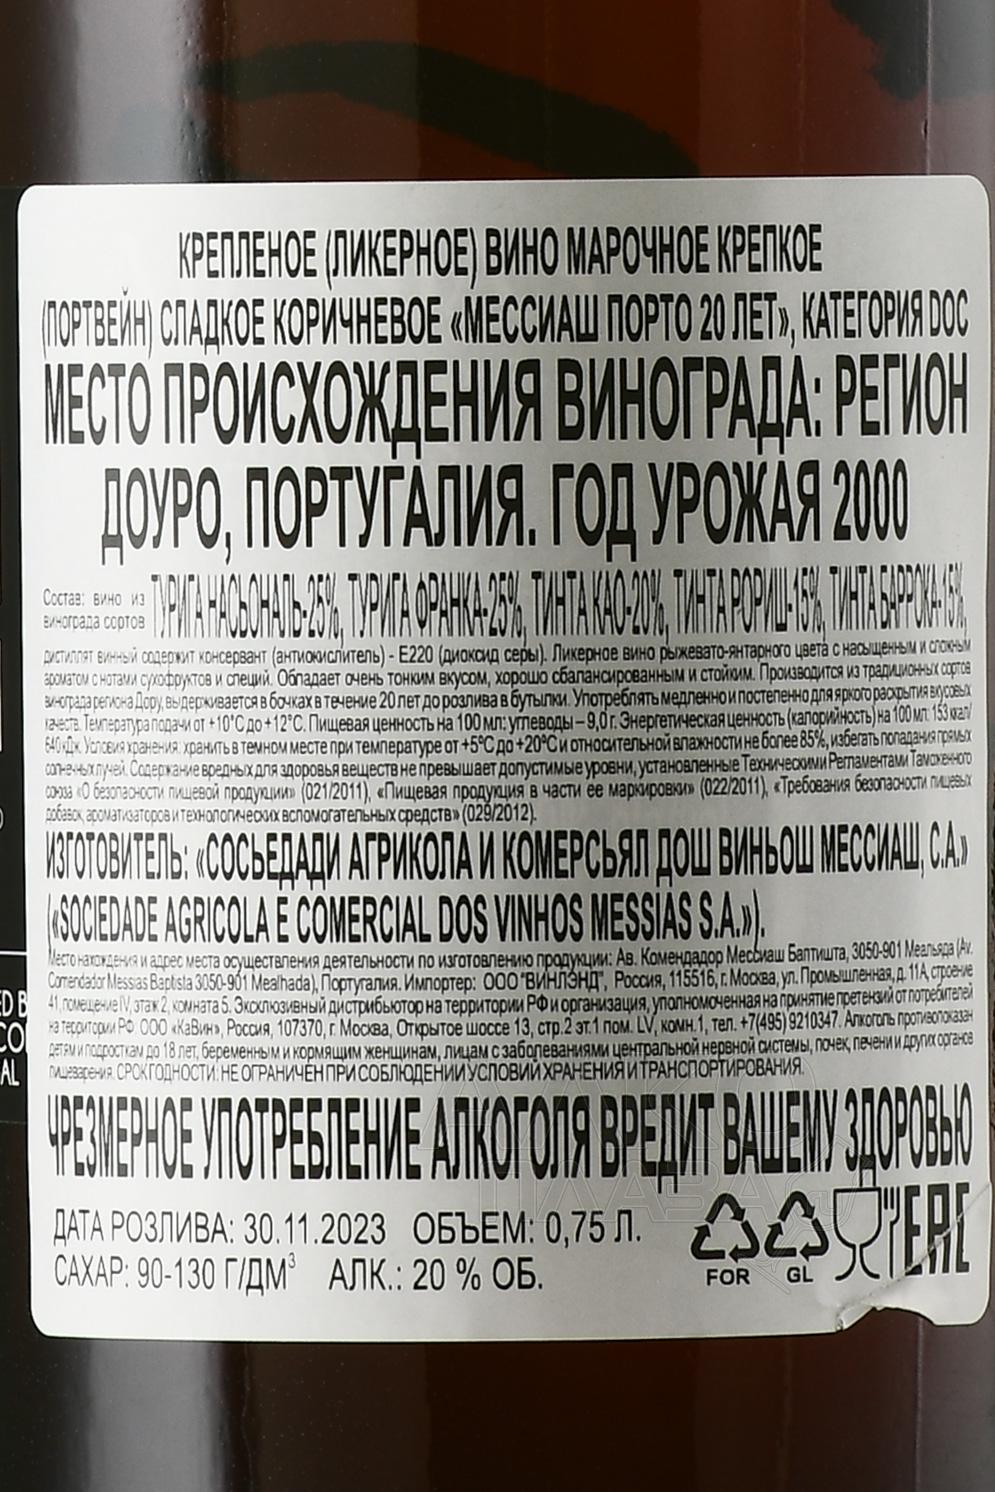 КРЕПЛЕНОЕ (ЛИКЕРНОЕ) ВИНО МАРОЧНОЕ КРЕПКОЕ
(ПОРТВЕЙН) СЛАДКОЕ КОРИЧНЕВОЕ «МЕССИАШ ПОРТО 20 ЛЕТ», КАТЕГОРИЯ DOC
МЕСТО ПРОИСХОЖДЕНИЯ ВИНОГРАДА: РЕГИОН
ДОУРО, ПОРТУГАЛИЯ. ГОД УРОЖАЯ 2000
Состав: вино из винограда сортов ТУРИГА НАСЬОНАЛЬ-25%, ТУРИГА ФРАНКА-25%, ТИНТА КАО-20%, ТИНТА РОРИШ-15%, ТИНТА БАРРОКА-15%,
дистиллят винный содержит консервант (антиокислитель) - Е220 (диоксид серы). Ликерное вино рыжевато-янтарного цвета с насыщенным и сложным
ароматом с нотами сухофруктов и специй. Обладает очень тонким вкусом, хорошо сбалансированным и стойким. Производится из традиционных сортов
винограда региона Дору, выдерживается в бочках в течение 20 лет до розлива в бутылки. Употреблять медленно и постепенно для яркого раскрытия вкусовых
качеств. Температура подачи от +10°С до +12°С. Пищевая ценность на 100 мл: углеводы – 9,0 г. Энергетическая ценность (калорийность) на 100 мл: 153 ккал/
640 кДж. Условия хранения: хранить в темном месте при температуре от +5°С до +20°С и относительной влажности не более 85%, избегать попадания прямых
солнечных лучей. Содержание вредных для здоровья веществ не превышает допустимые уровни, установленные Техническими Регламентами Таможенного
союза «О безопасности пищевой продукции» (021/2011), «Пищевая продукция в части ее маркировки» (022/2011), «Требования безопасности пищевых
добавок, ароматизаторов и технологических вспомогательных средств» (029/2012).
ИЗГОТОВИТЕЛЬ: «СОСЬЕДАДИ АГРИКОЛА И КОМЕРСЬЯЛ ДОШ ВИНЬОШ МЕССИАШ, С.А.»
(«SOCIEDADE AGRICOLA E COMERCIAL DOS VINHOS MESSIAS S.A.»).
Место нахождения и адрес места осуществления деятельности по изготовлению продукции: Ав. Комендадор Мессиаш Баптишта, 3050-901 Меальяда (Av.
Comendador Messias Baptista 3050-901 Mealhada), Португалия. Импортер: ООО "ВИНЛЭНД", Россия, 115516, г. Москва, ул. Промышленная, д. 11А, строение
41, помещение IV, этаж 2, комната 5. Эксклюзивный дистрибьютор на территории РФ и организация, уполномоченная на принятие претензий от потребителей
на территории РФ: ООО «КаВин», Россия, 107370, г. Москва, Открытое шоссе 13, стр.2 эт.1 пом. LV, комн.1, тел. +7(495) 9210347. Алкоголь противопоказан
детям и подросткам до 18 лет, беременным и кормящим женщинам, лицам с заболеваниями центральной нервной системы, почек, печени и других органов
пищеварения. СРОК ГОДНОСТИ: НЕ ОГРАНИЧЕН ПРИ СОБЛЮДЕНИИ УСЛОВИЙ ХРАНЕНИЯ И ТРАНСПОРТИРОВАНИЯ.
ЧРЕЗМЕРНОЕ УПОТРЕБЛЕНИЕ АЛКОГОЛЯ ВРЕДИТ ВАШЕМУ ЗДОРОВЬЮ
ДАТА РОЗЛИВА: 30.11.2023 ОБЪЕМ: 0,75 Л.
САХАР: 90-130 Г/ДМ³ АЛК.: 20 % ОБ.
FOR GL
ЕАС